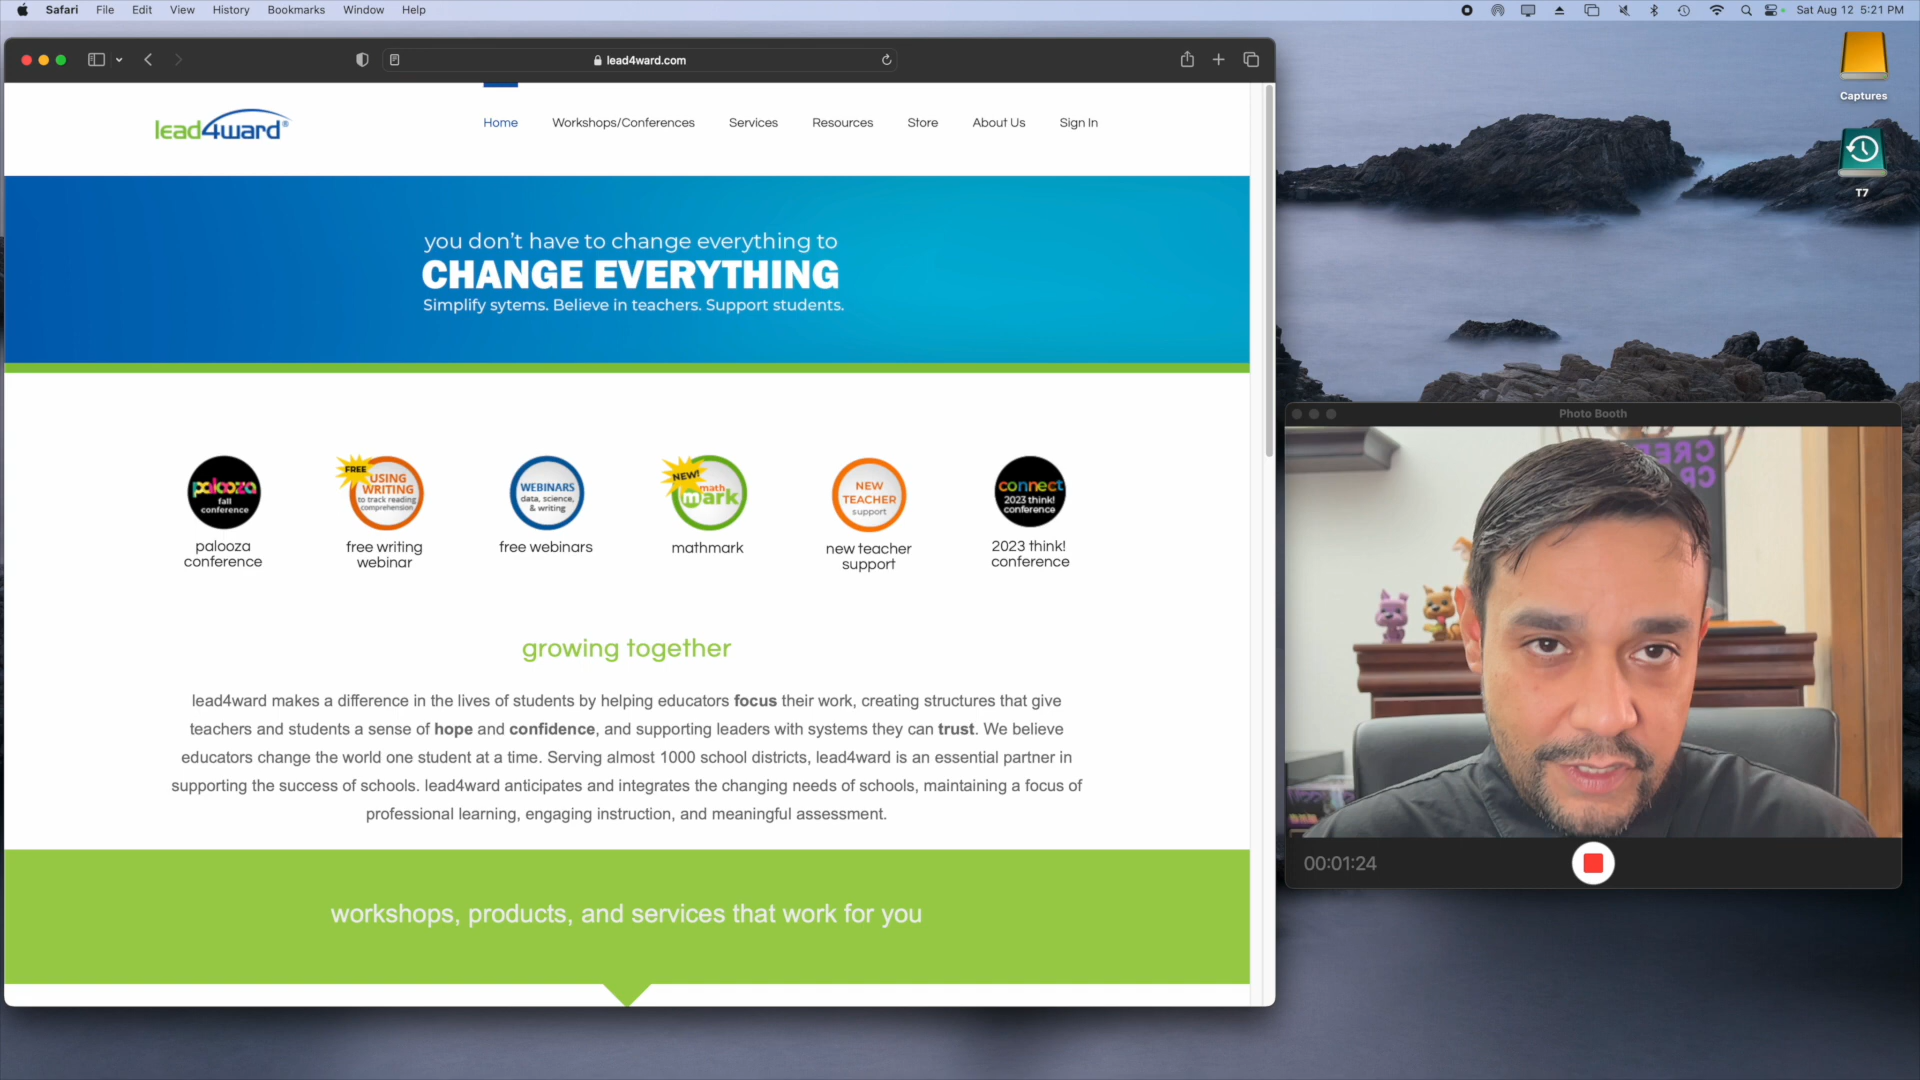 Safari File Edit View History Bookmarks Window Help
Sat Aug 12 5:21 PM
lead4ward.com
Captures
T7
lead4ward®
Home Workshops/Conferences Services Resources Store About Us Sign In
you don't have to change everything to
CHANGE EVERYTHING
Simplify sytems. Believe in teachers. Support students.
palooza
fall
conference
palooza
conference
FREE
USING
WRITING
to track reading
comprehension
free writing
webinar
WEBINARS
data, science,
& writing
free webinars
NEW!
math
mark
mathmark
NEW
TEACHER
support
new teacher
support
connect
2023 think!
conference
2023 think!
conference
growing together
lead4ward makes a difference in the lives of students by helping educators focus their work, creating structures that give
teachers and students a sense of hope and confidence, and supporting leaders with systems they can trust. We believe
educators change the world one student at a time. Serving almost 1000 school districts, lead4ward is an essential partner in
supporting the success of schools. lead4ward anticipates and integrates the changing needs of schools, maintaining a focus of
professional learning, engaging instruction, and meaningful assessment.
workshops, products, and services that work for you
Photo Booth
00:01:24